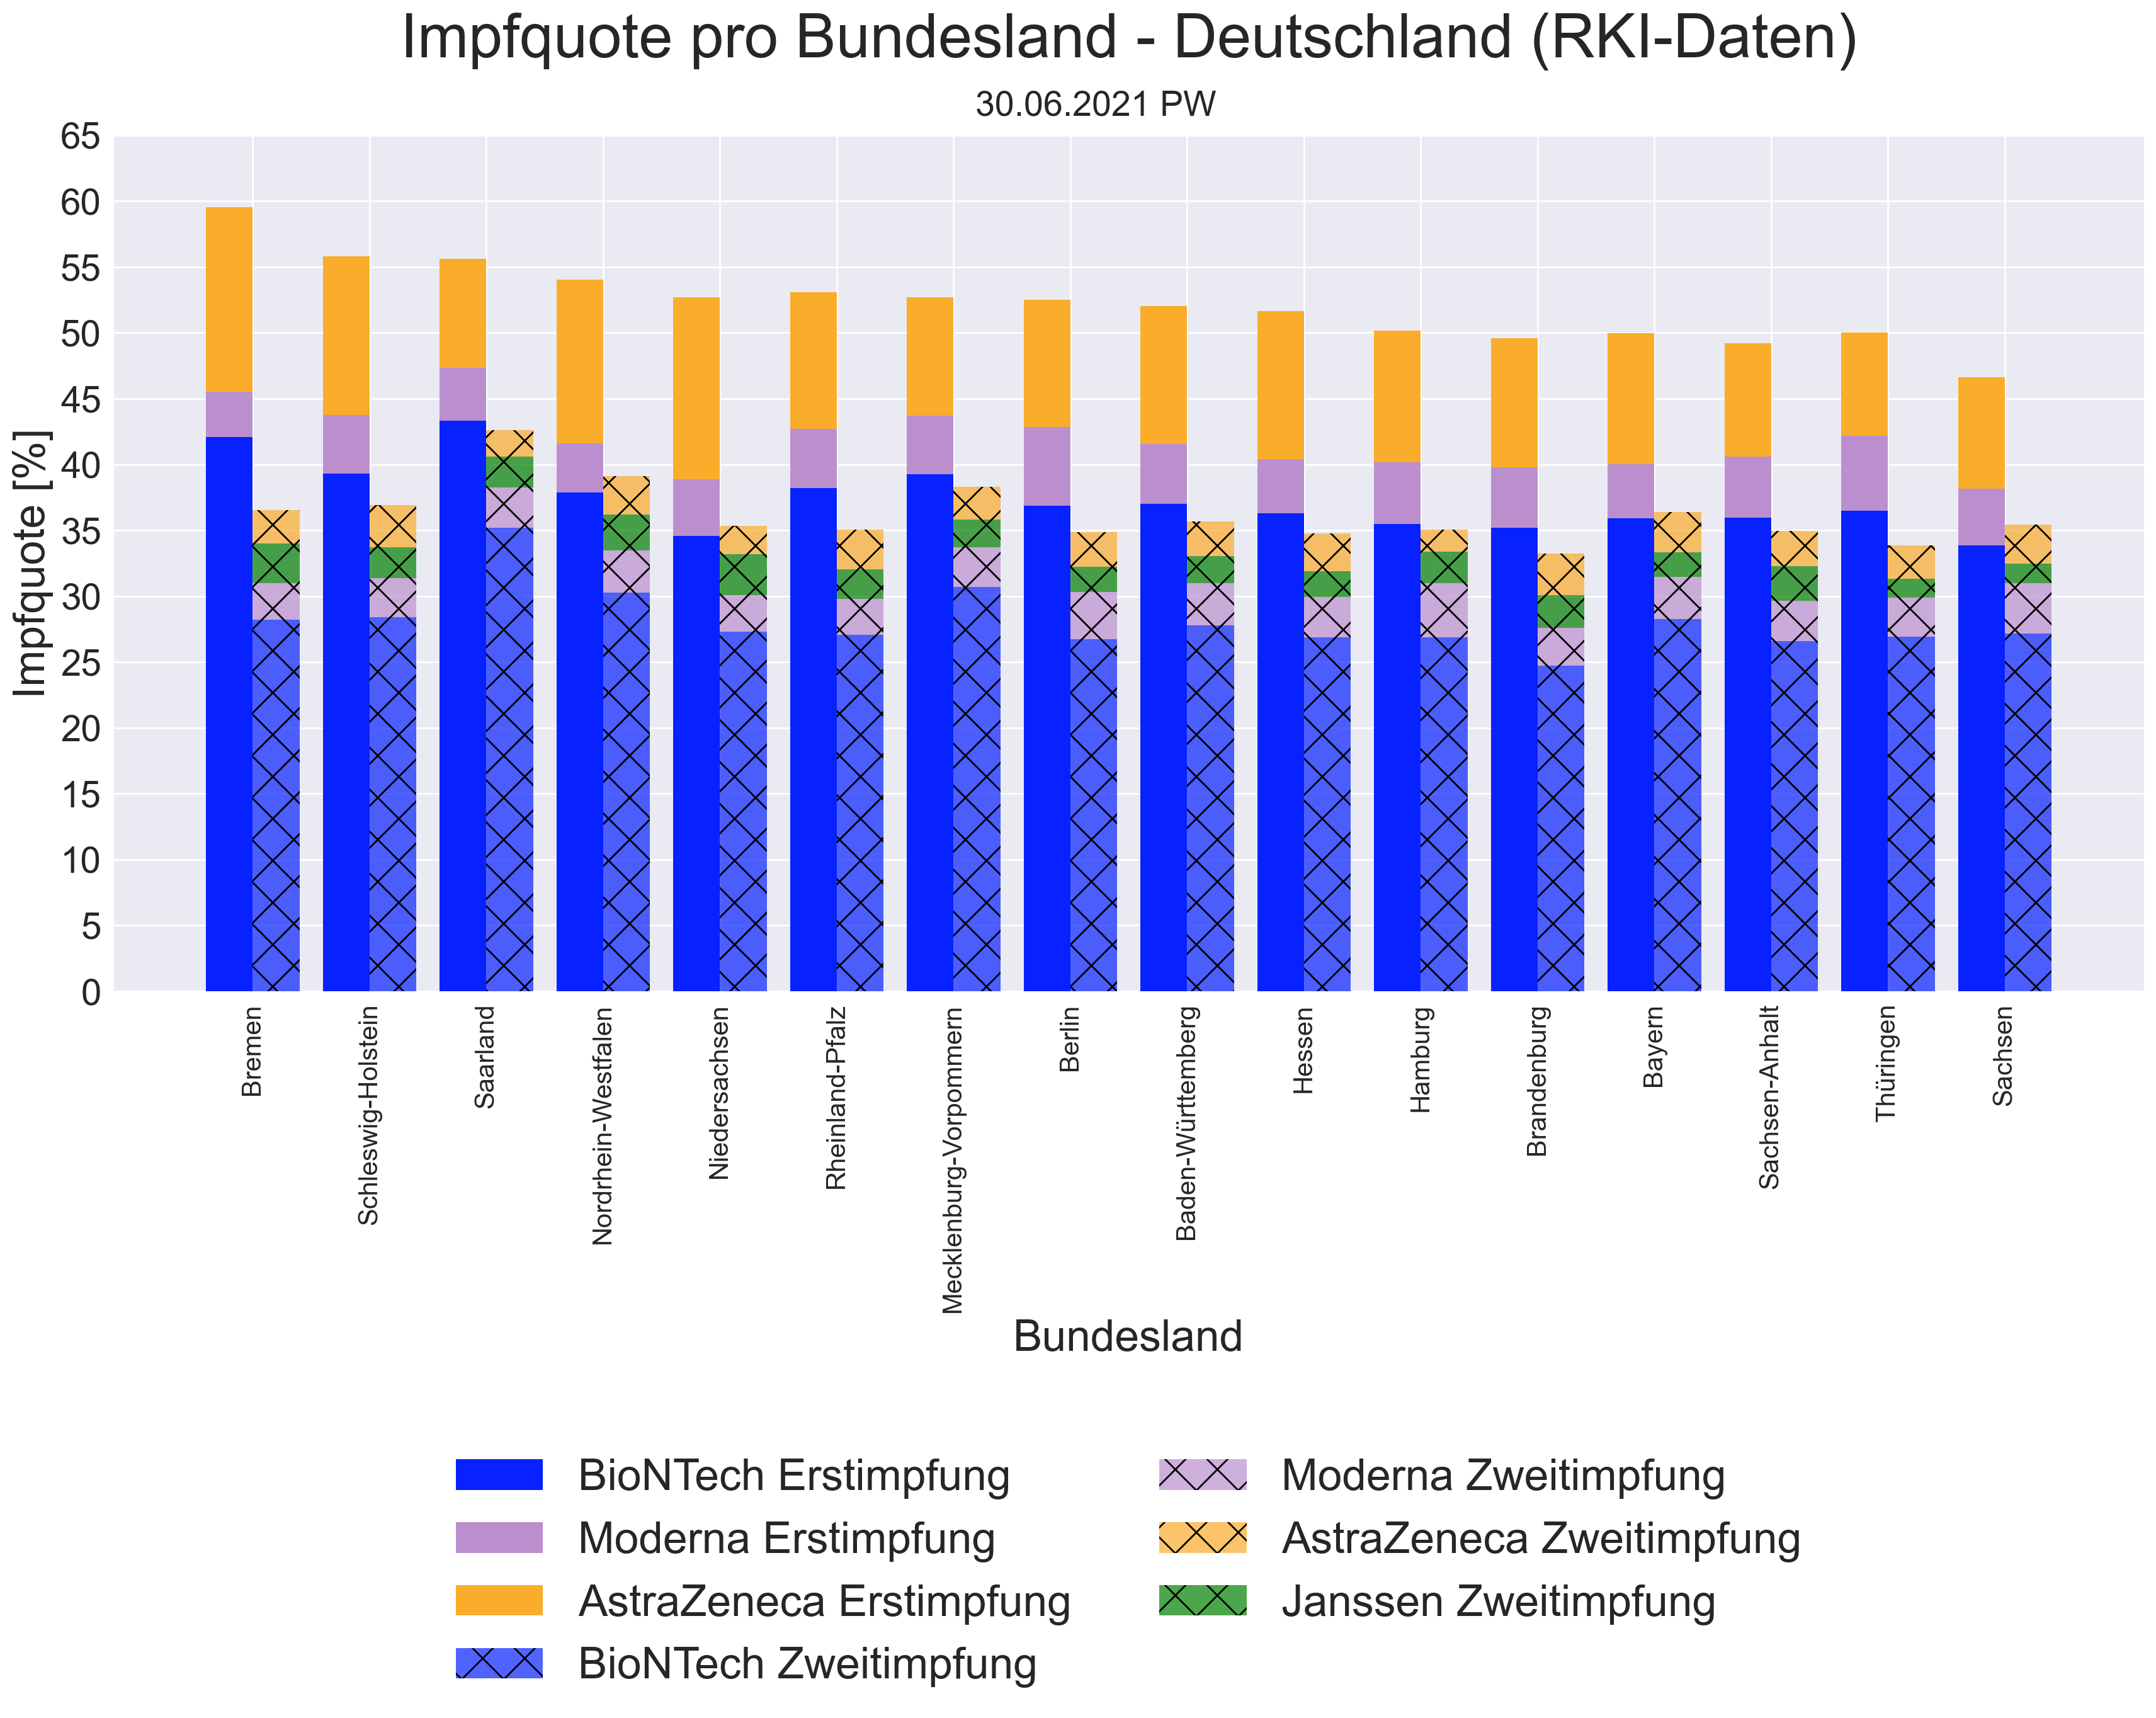 Impfquote pro Bundesland - Deutschland (RKI-Daten)
30.06.2021 PW
65
60
55
50
45
40
35
30
25
20
15
10
5
0
Impfquote [%]
Bremen
Schleswig-Holstein
Saarland
Nordrhein-Westfalen
Niedersachsen
Rheinland-Pfalz
Mecklenburg-Vorpommern
Berlin
Baden-Württemberg
Hessen
Hamburg
Brandenburg
Bayern
Sachsen-Anhalt
Thüringen
Sachsen
Bundesland
BioNTech Erstimpfung
Moderna Erstimpfung
AstraZeneca Erstimpfung
BioNTech Zweitimpfung
Moderna Zweitimpfung
AstraZeneca Zweitimpfung
Janssen Zweitimpfung